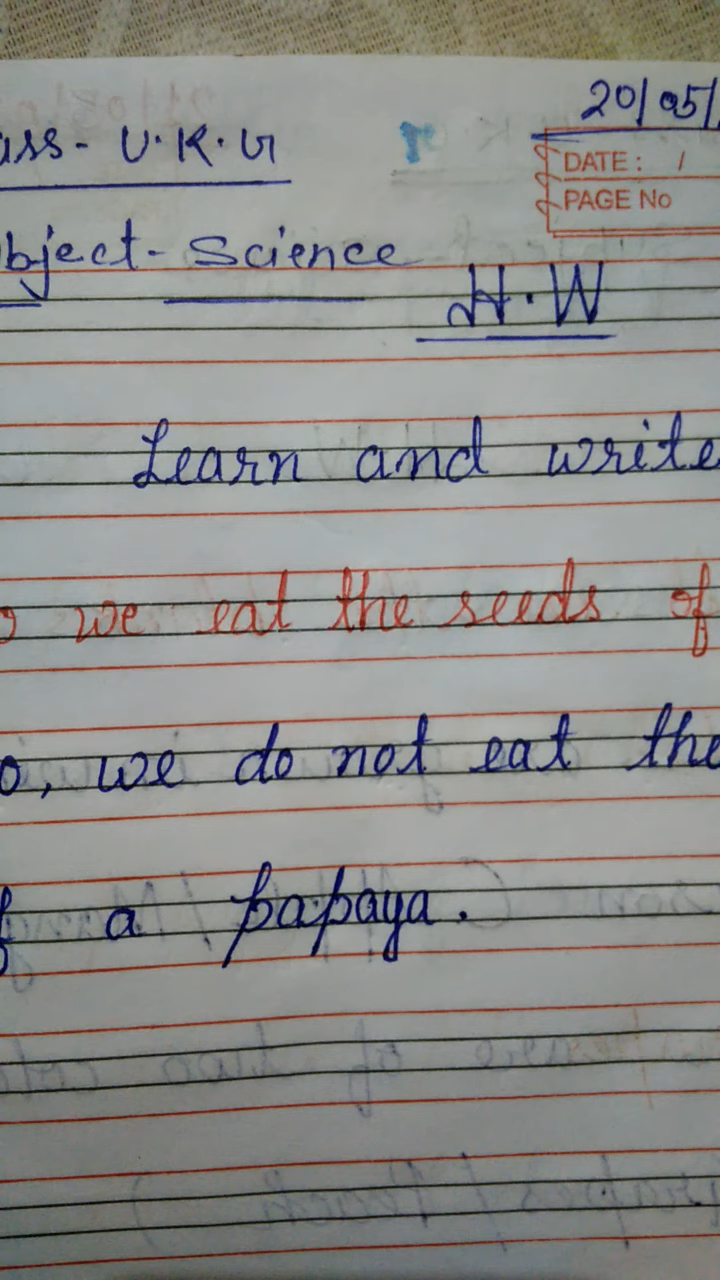 20/05/
ass- U.K.G
DATE: /
PAGE No
bject- Science
H.W
Learn and write
o we eat the seeds of
o, we do not eat the
f a papaya.